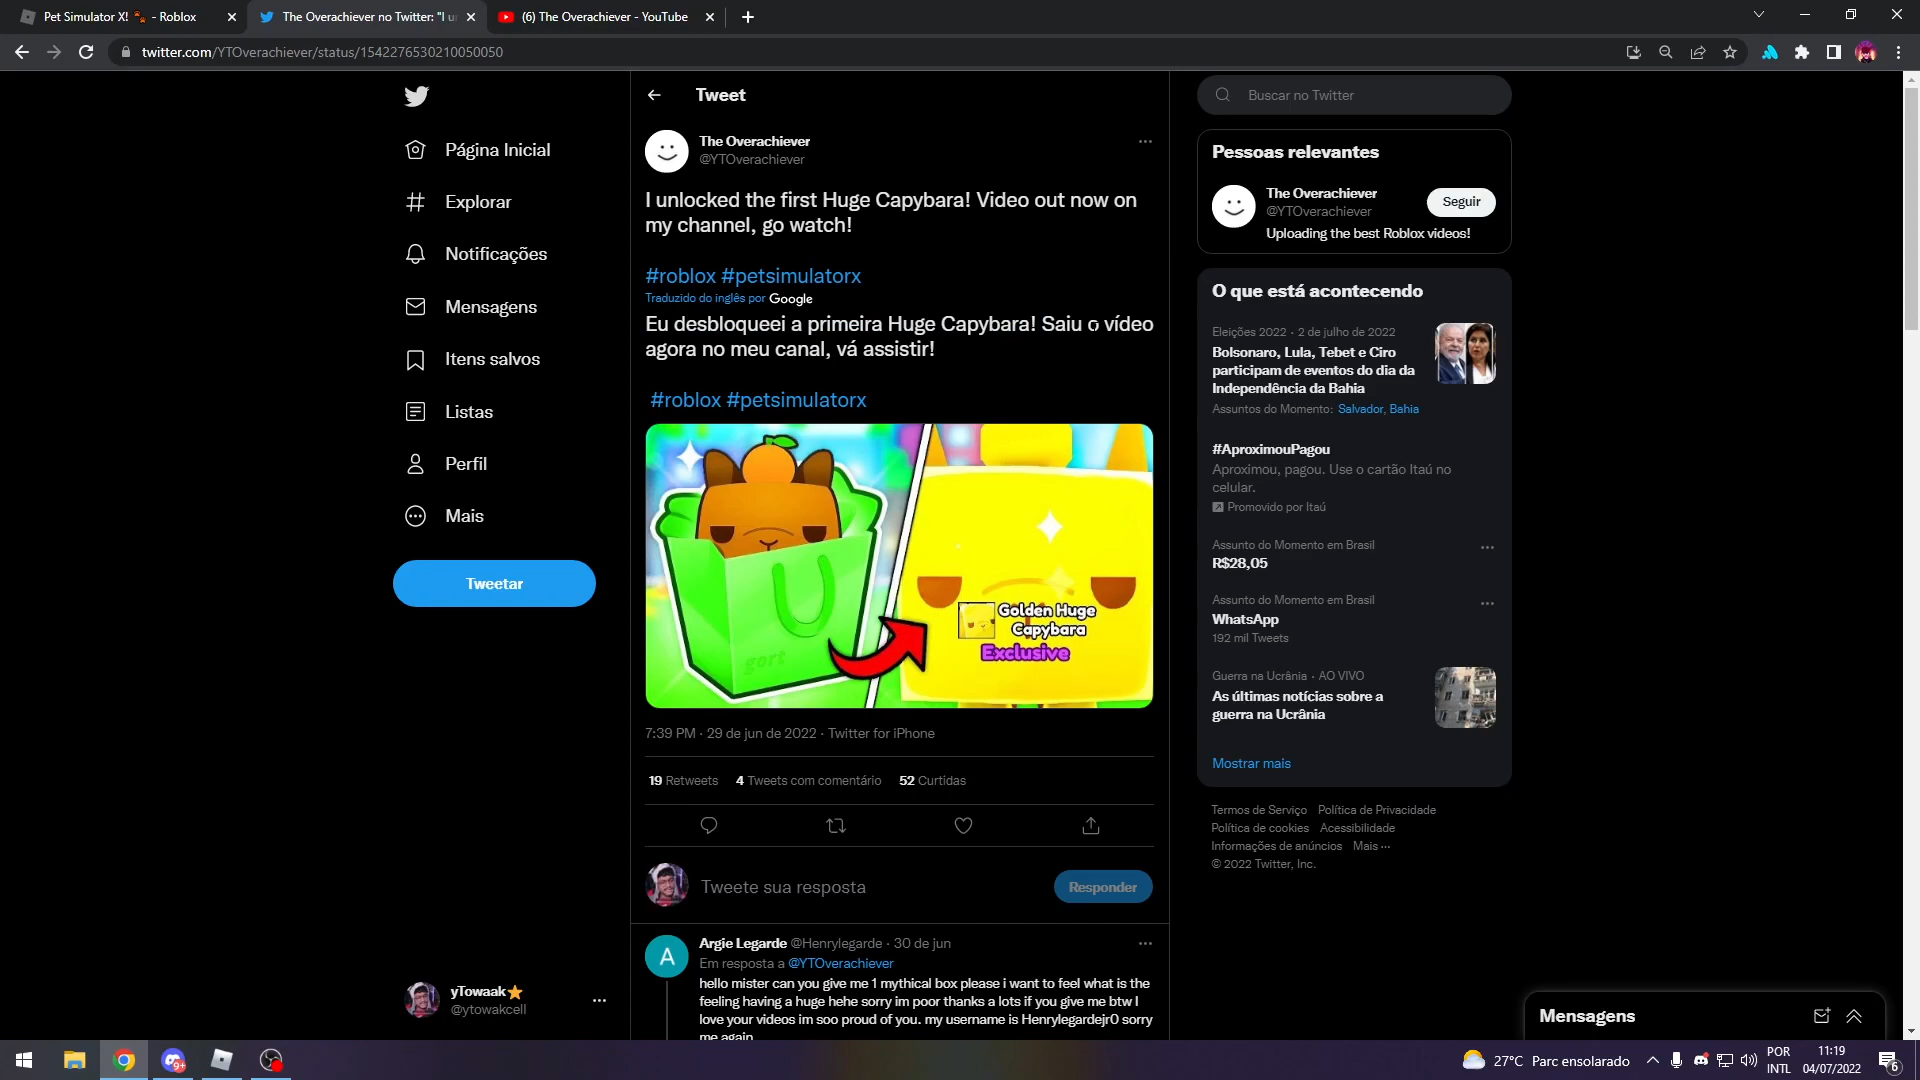 Pet Simulator X! - Roblox
The Overachiever no Twitter: "I u
(6) The Overachiever - YouTube
twitter.com/YTOverachiever/status/1542276530210050050
Página Inicial
Explorar
Notificações
Mensagens
Itens salvos
Listas
Perfil
Mais
Tweetar
yTowaak
@ytowakcell
Tweet
The Overachiever
@YTOverachiever
I unlocked the first Huge Capybara! Video out now on
my channel, go watch!
#roblox #petsimulatorx
Traduzido do inglês por Google
Eu desbloqueei a primeira Huge Capybara! Saiu o vídeo
agora no meu canal, vá assistir!
#roblox #petsimulatorx
gort
Golden Huge
Capybara
Exclusive
7:39 PM · 29 de jun de 2022 · Twitter for iPhone
19 Retweets 4 Tweets com comentário 52 Curtidas
Tweete sua resposta
Responder
A
Argie Legarde @Henrylegarde · 30 de jun
Em resposta a @YTOverachiever
hello mister can you give me 1 mythical box please i want to feel what is the
feeling having a huge hehe sorry im poor thanks a lots if you give me btw I
love your videos im soo proud of you. my username is Henrylegardejr0 sorry
me again
Buscar no Twitter
Pessoas relevantes
The Overachiever
@YTOverachiever
Seguir
Uploading the best Roblox videos!
O que está acontecendo
Eleições 2022 · 2 de julho de 2022
Bolsonaro, Lula, Tebet e Ciro
participam de eventos do dia da
Independência da Bahia
Assuntos do Momento: Salvador, Bahia
#AproximouPagou
Aproximou, pagou. Use o cartão Itaú no
celular.
Promovido por Itaú
Assunto do Momento em Brasil
R$28,05
Assunto do Momento em Brasil
WhatsApp
192 mil Tweets
Guerra na Ucrânia · AO VIVO
As últimas notícias sobre a
guerra na Ucrânia
Mostrar mais
Termos de Serviço Política de Privacidade
Política de cookies Acessibilidade
Informações de anúncios Mais ···
© 2022 Twitter, Inc.
Mensagens
9+
27°C Parc ensolarado
POR
INTL
11:19
04/07/2022
6